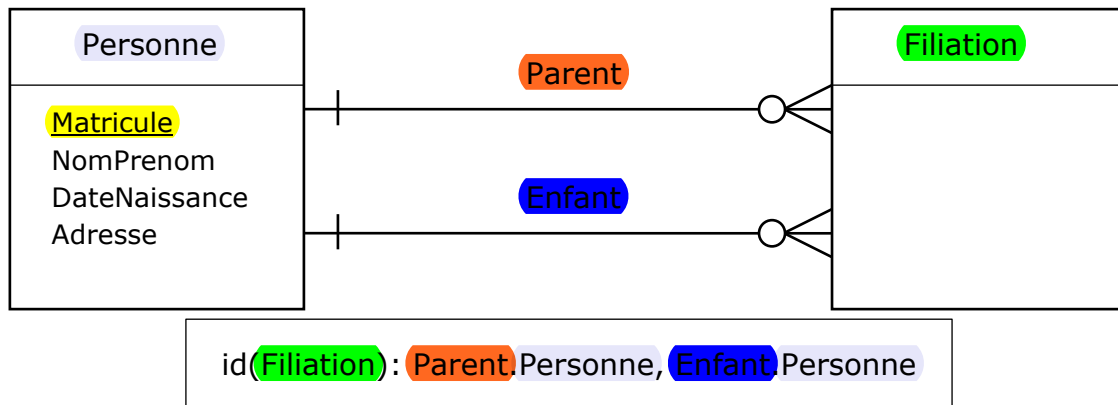 Personne
Filiation
Parent
Matricule
NomPrenom
DateNaissance
Enfant
Adresse
id(Filiation): Parent.Personne, Enfant.Personne